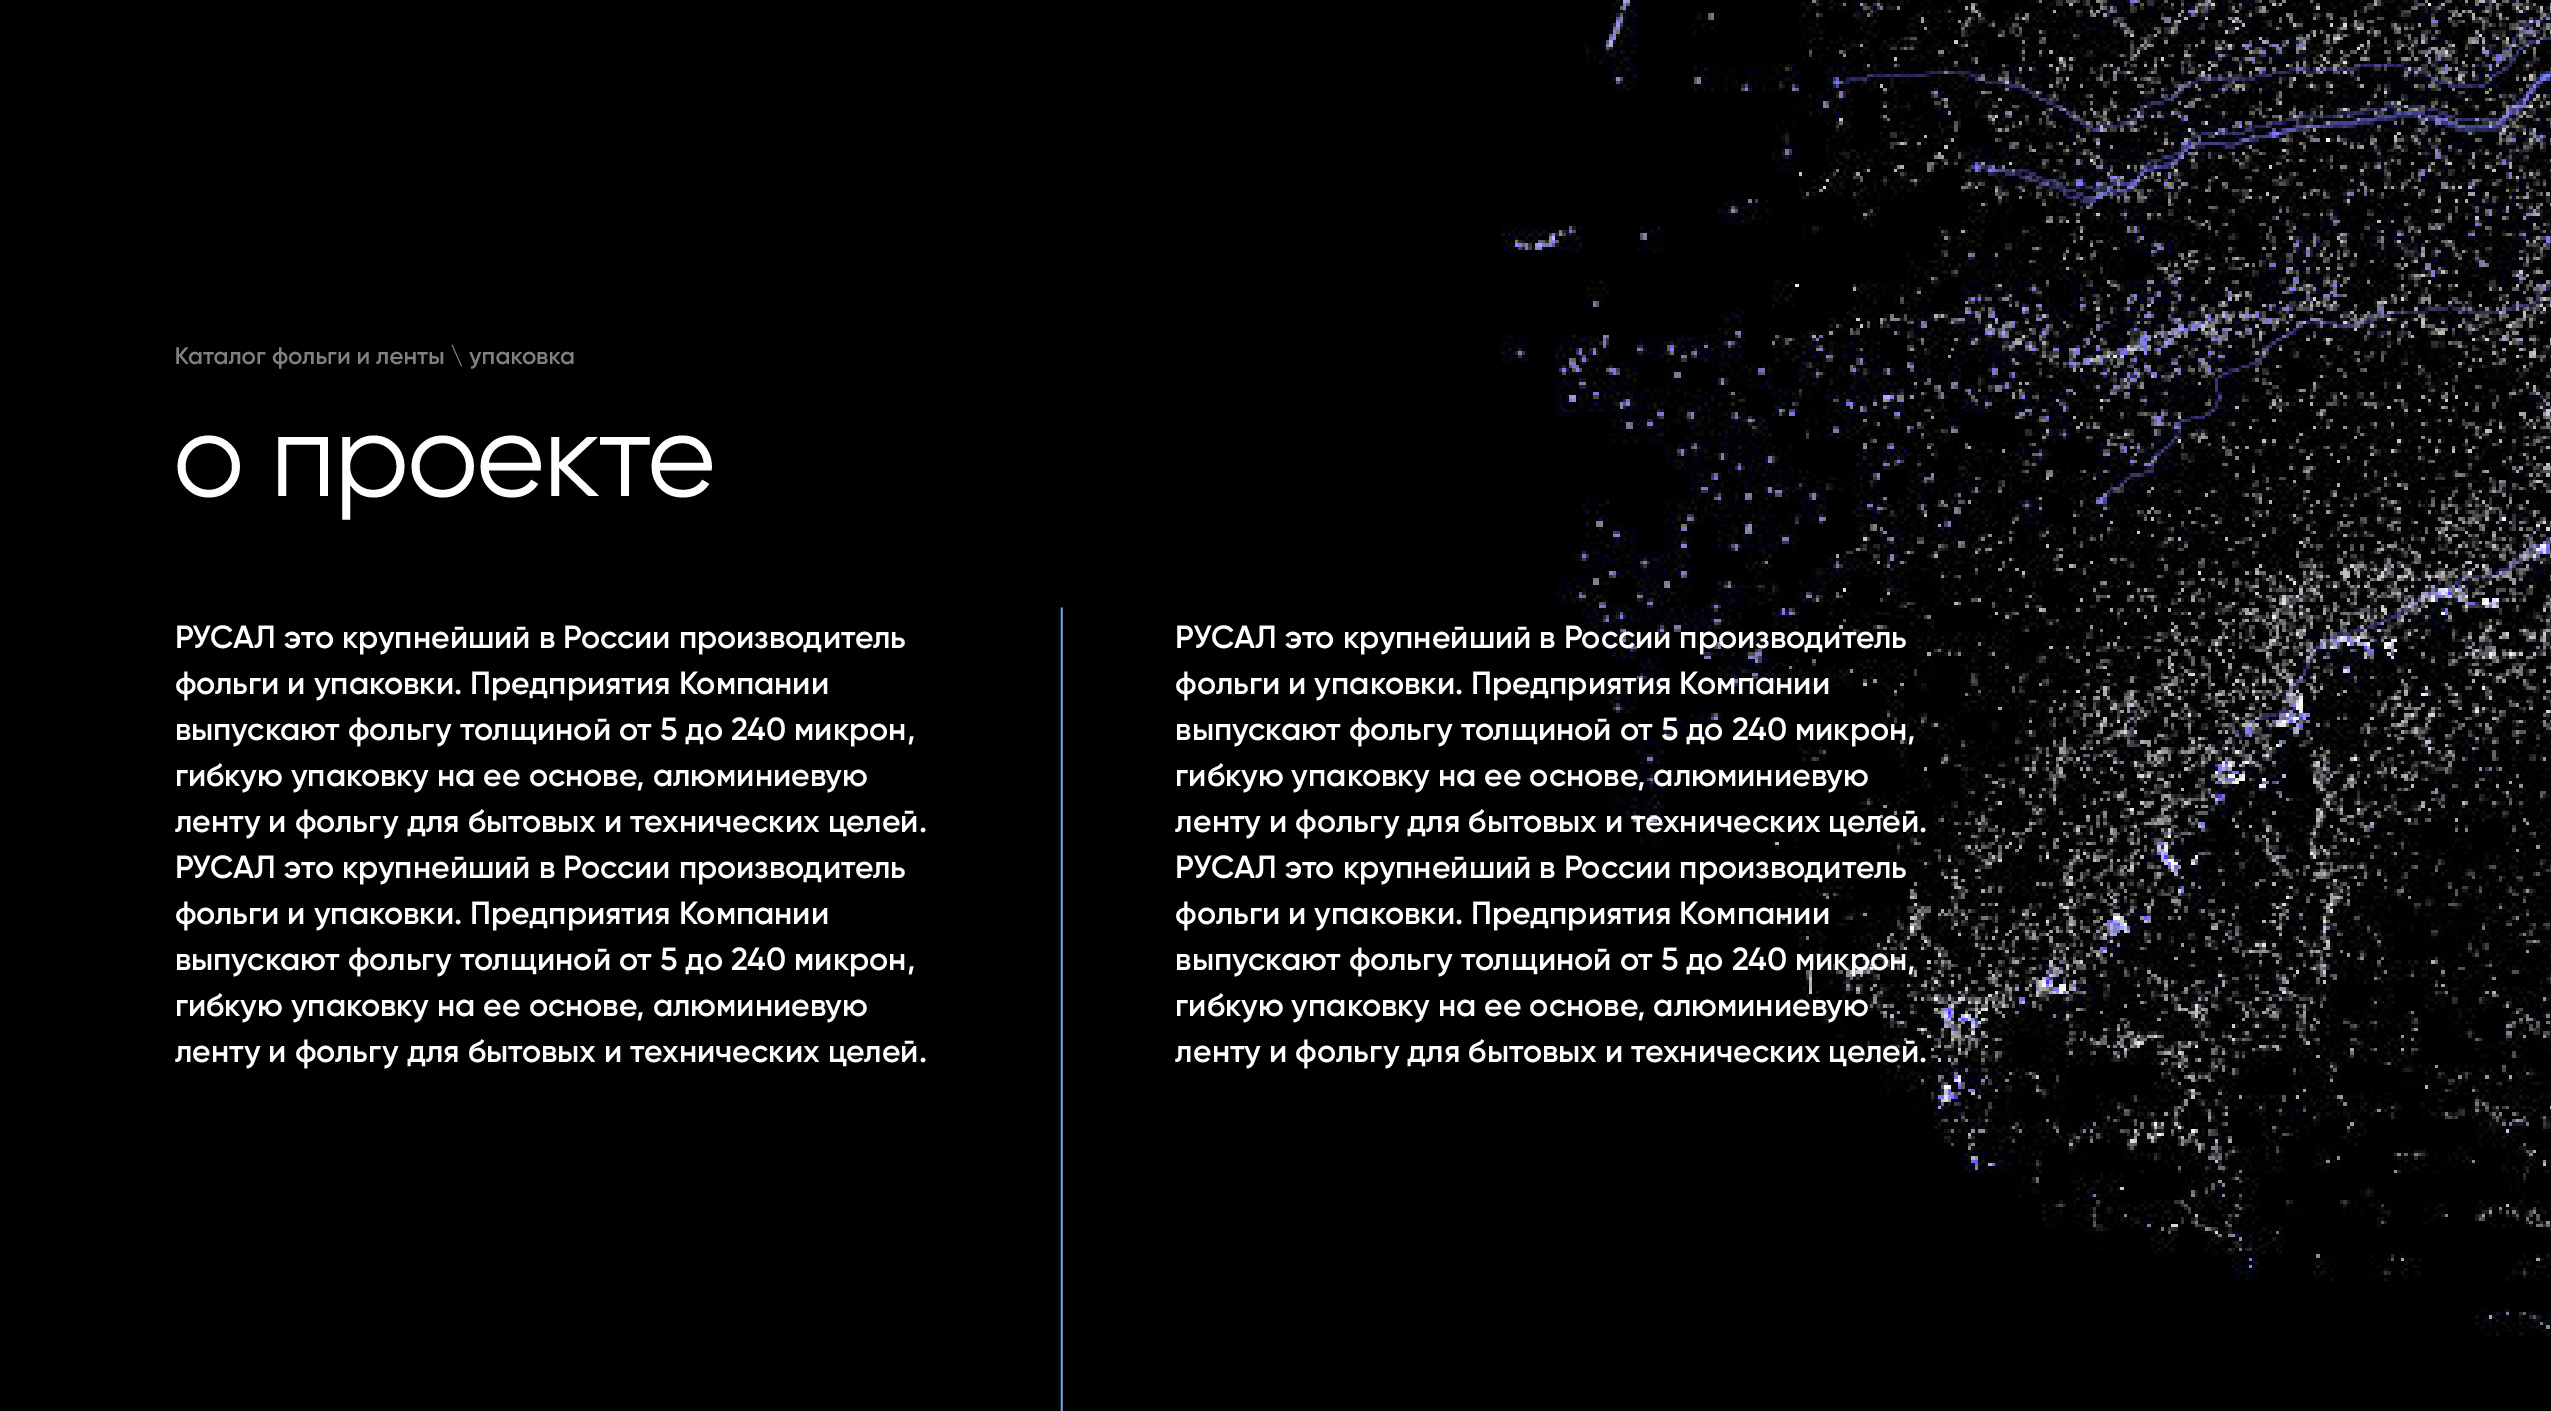 Каталог фольги и ленты \ упаковка
о проекте
РУСАЛ это крупнейший в России производитель
фольги и упаковки. Предприятия Компании
выпускают фольгу толщиной от 5 до 240 микрон,
гибкую упаковку на ее основе, алюминиевую
ленту и фольгу для бытовых и технических целей.
РУСАЛ это крупнейший в России производитель
фольги и упаковки. Предприятия Компании
выпускают фольгу толщиной от 5 до 240 микрон,
гибкую упаковку на ее основе, алюминиевую
ленту и фольгу для бытовых и технических целей.
РУСАЛ это крупнейший в России производитель
фольги и упаковки. Предприятия Компании
выпускают фольгу толщиной от 5 до 240 микрон,
гибкую упаковку на ее основе, алюминиевую
ленту и фольгу для бытовых и технических целей.
РУСАЛ это крупнейший в России производитель
фольги и упаковки. Предприятия Компании
выпускают фольгу толщиной от 5 до 240 микрон,
гибкую упаковку на ее основе, алюминиевую
ленту и фольгу для бытовых и технических целей.